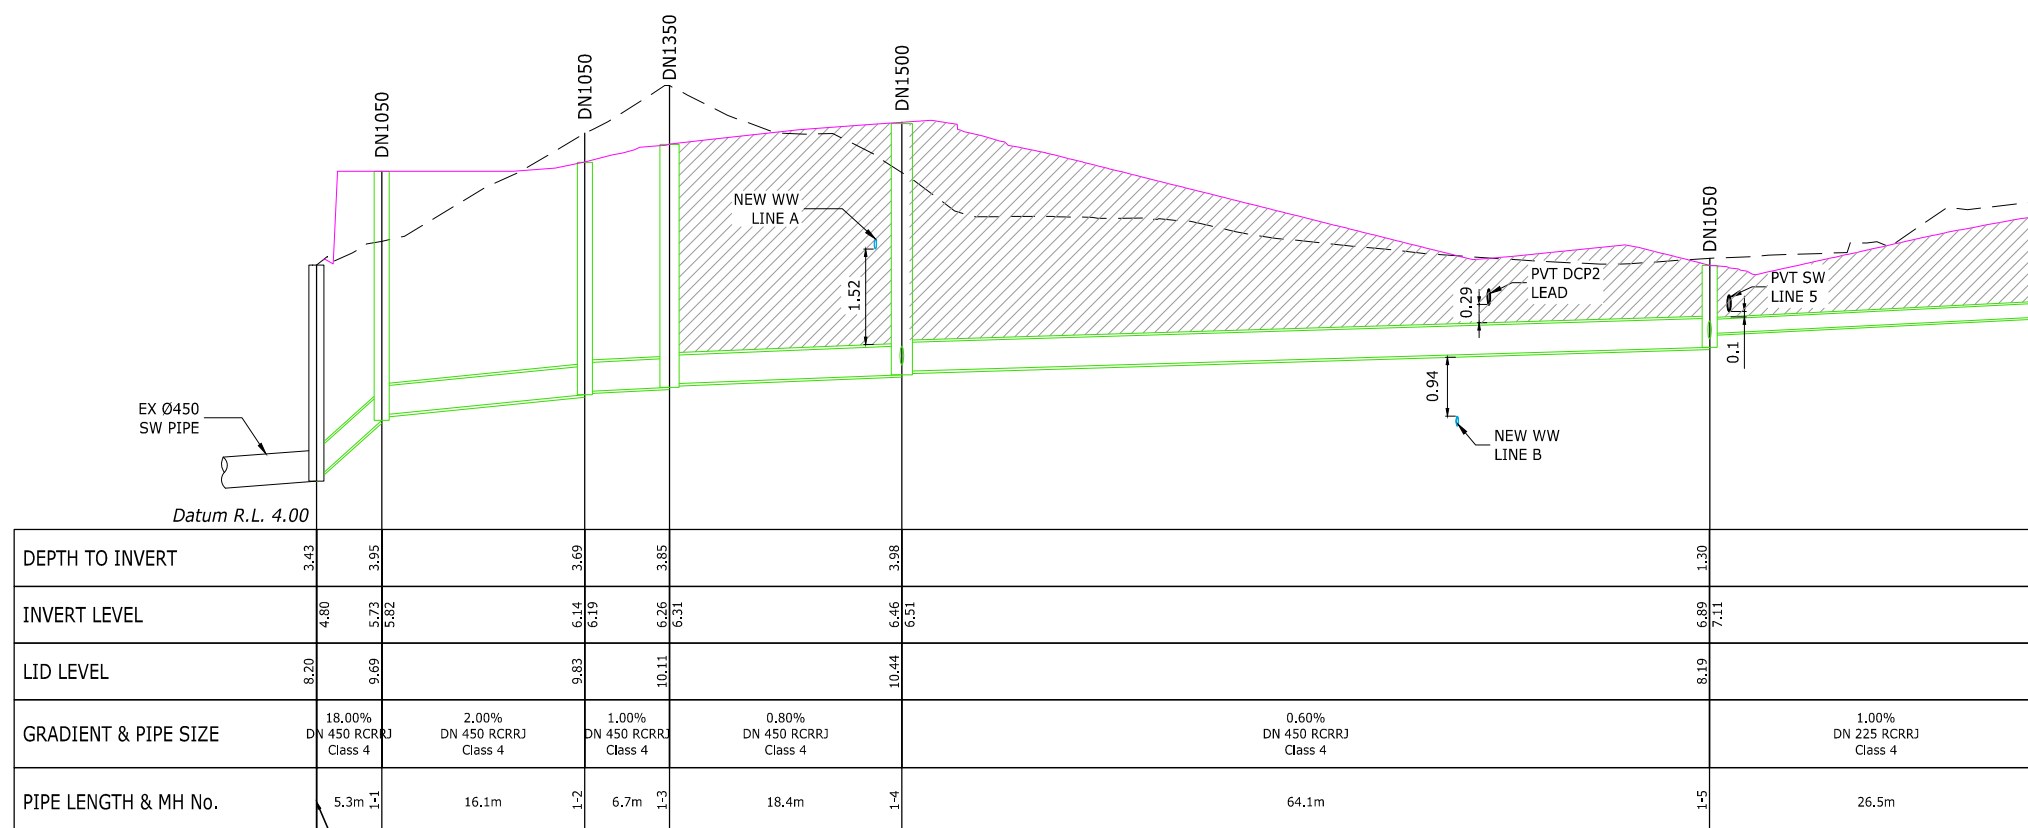 DN1050
DN1050
DN1350
DN1500
DN1050
NEW WW
LINE A
1.52
PVT DCP2
LEAD
0.29
PVT SW
LINE 5
0.1
0.94
NEW WW
LINE B
EX Ø450
SW PIPE
Datum R.L. 4.00
DEPTH TO INVERT
3.43
3.95
3.69
3.85
3.98
1.30
INVERT LEVEL
4.80
5.73
5.82
6.14
6.19
6.26
6.31
6.46
6.51
6.89
7.11
LID LEVEL
8.20
9.69
9.83
10.11
10.44
8.19
GRADIENT & PIPE SIZE
18.00%
DN 450 RCRRJ
Class 4
2.00%
DN 450 RCRRJ
Class 4
1.00%
DN 450 RCRRJ
Class 4
0.80%
DN 450 RCRRJ
Class 4
0.60%
DN 450 RCRRJ
Class 4
1.00%
DN 225 RCRRJ
Class 4
PIPE LENGTH & MH No.
5.3m
1-1
16.1m
1-2
6.7m
1-3
18.4m
1-4
64.1m
1-5
26.5m